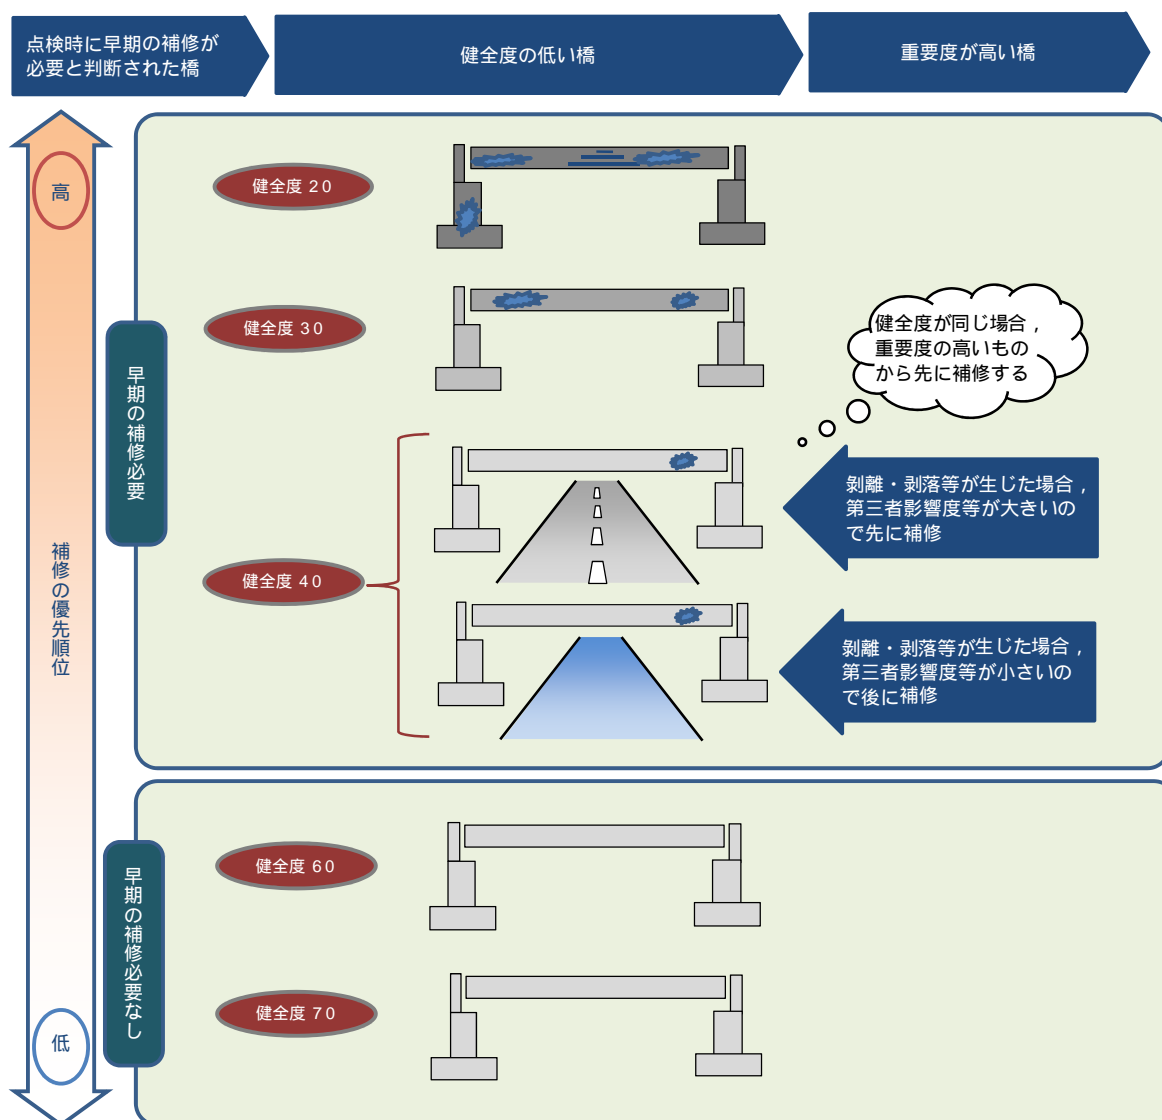 点検時に早期の補修が
必要と判断された橋
健全度の低い橋
重要度が高い橋
高
補修の優先順位
低
早期の補修必要
健全度 20
健全度 30
健全度が同じ場合，
重要度の高いもの
から先に補修する
健全度 40
剝離・剥落等が生じた場合，
第三者影響度等が大きいの
で先に補修
剝離・剥落等が生じた場合，
第三者影響度等が小さいの
で後に補修
早期の補修必要なし
健全度 60
健全度 70